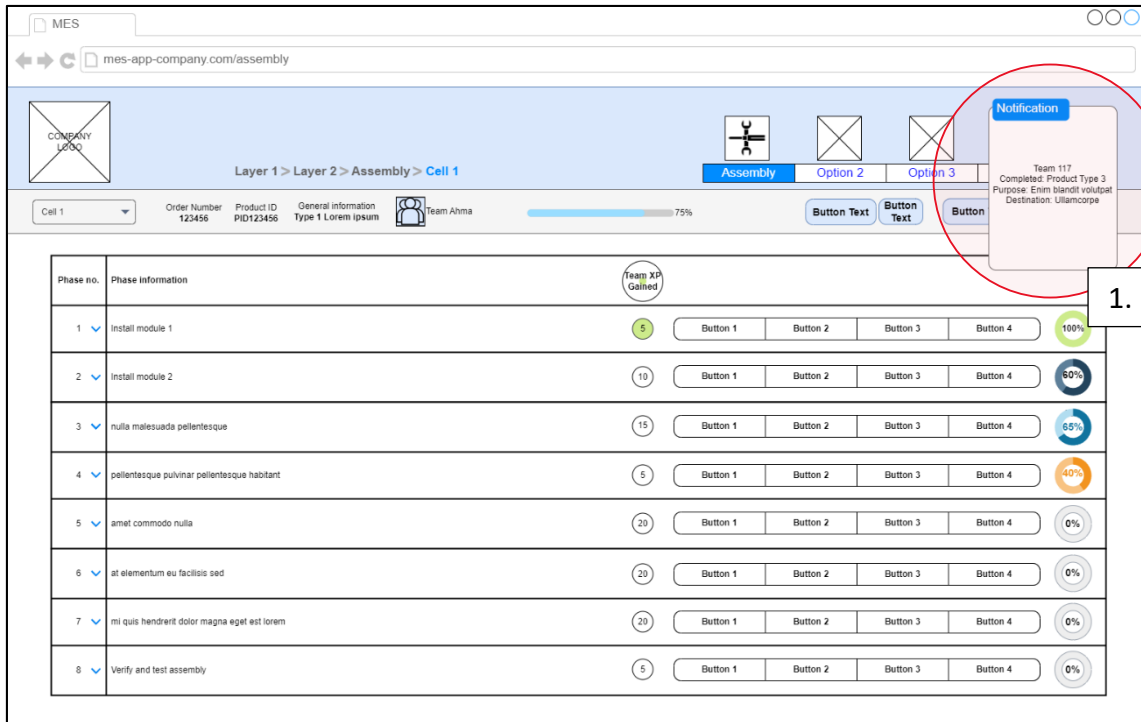 MES
mes-app-company.com/assembly
COMPANY
LOGO
Layer 1 > Layer 2 > Assembly > Cell 1
Assembly
Option 2
Option 3
Notification
Team 117
Completed: Product Type 3
Purpose: Enim blandit volutpat
Destination: Ullamcorpe
Cell 1
Order Number
123456
Product ID
PID123456
General information
Type 1 Lorem ipsum
Team Ahma
75%
Button Text
Button
Text
Button
1.
Phase no.
Phase information
Team XP
Gained
1 Install module 1 5 Button 1 Button 2 Button 3 Button 4 100%
2 Install module 2 10 Button 1 Button 2 Button 3 Button 4 60%
3 nulla malesuada pellentesque 15 Button 1 Button 2 Button 3 Button 4 65%
4 pellentesque pulvinar pellentesque habitant 5 Button 1 Button 2 Button 3 Button 4 40%
5 amet commodo nulla 20 Button 1 Button 2 Button 3 Button 4 0%
6 at elementum eu facilisis sed 20 Button 1 Button 2 Button 3 Button 4 0%
7 mi quis hendrerit dolor magna eget est lorem 20 Button 1 Button 2 Button 3 Button 4 0%
8 Verify and test assembly 5 Button 1 Button 2 Button 3 Button 4 0%